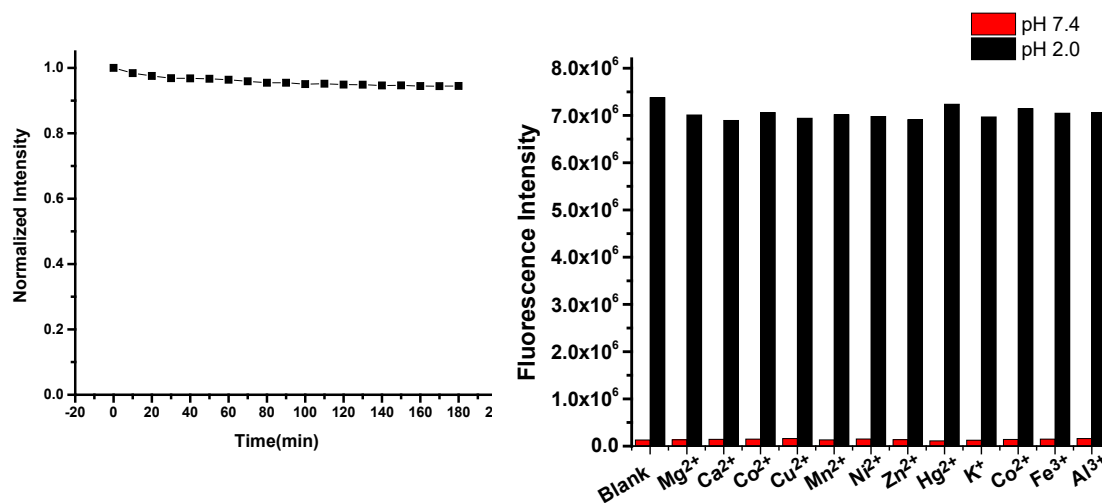 Normalized Intensity
1.0
0.8
0.6
0.4
0.2
0.0
-20 0 20 40 60 80 100 120 140 160 180 2
Time(min)
pH 7.4
pH 2.0
Fluorescence Intensity
8.0x10⁶
7.0x10⁶
6.0x10⁶
5.0x10⁶
4.0x10⁶
3.0x10⁶
2.0x10⁶
1.0x10⁶
0.0
Blank Mg²⁺ Ca²⁺ Co²⁺ Cu²⁺ Mn²⁺ Ni²⁺ Zn²⁺ Hg²⁺ K⁺ Co²⁺ Fe³⁺ Al³⁺